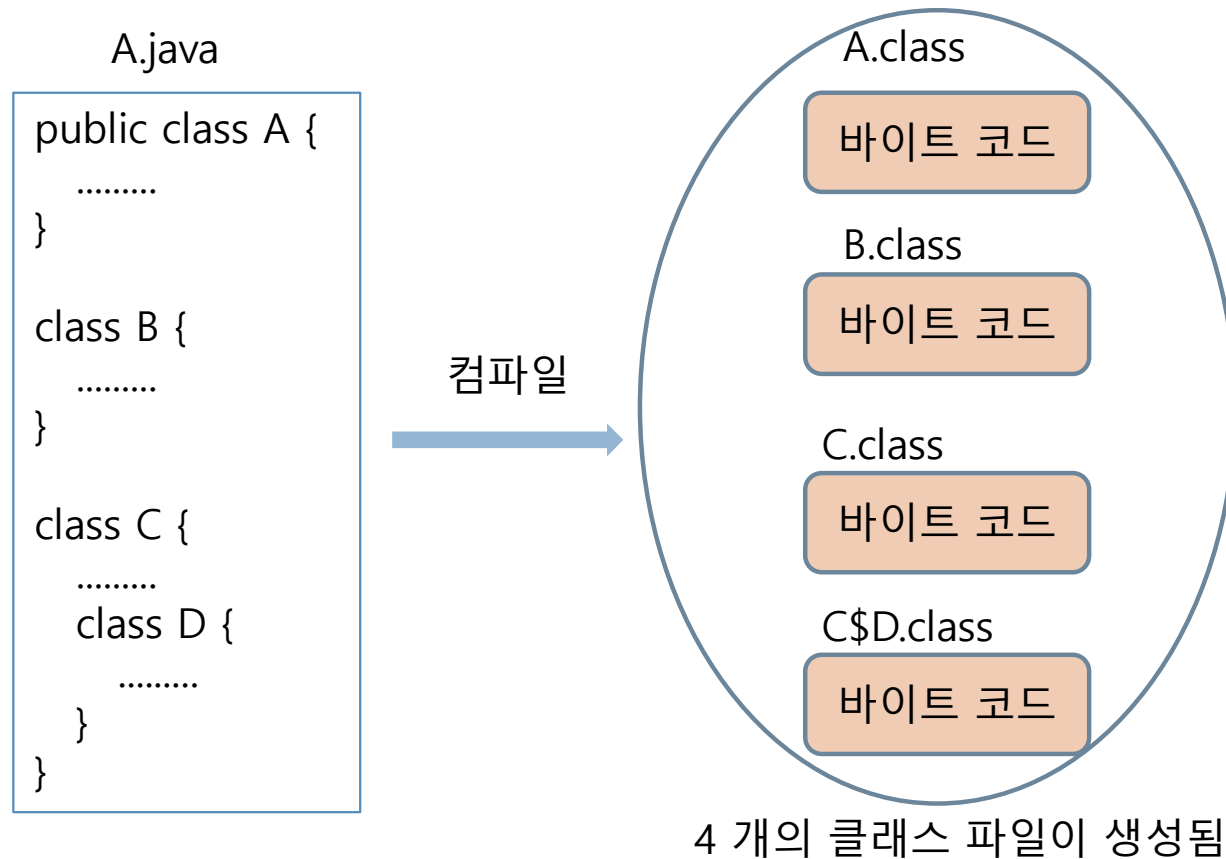 A.java
public class A {
.........
}
class B {
.........
}
class C {
.........
class D {
.........
}
}
컴파일
A.class
바이트 코드
B.class
바이트 코드
C.class
바이트 코드
C$D.class
바이트 코드
4 개의 클래스 파일이 생성됨